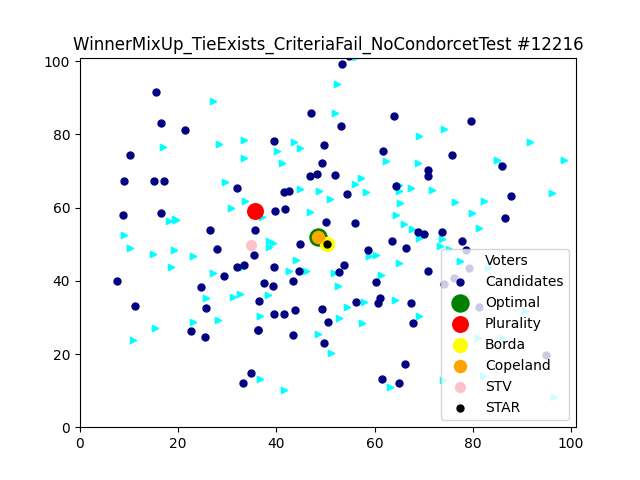 WinnerMixUp_TieExists_CriteriaFail_NoCondorcetTest #12216
100
80
60
40
20
0
0 20 40 60 80 100
Voters
Candidates
Optimal
Plurality
Borda
Copeland
STV
STAR